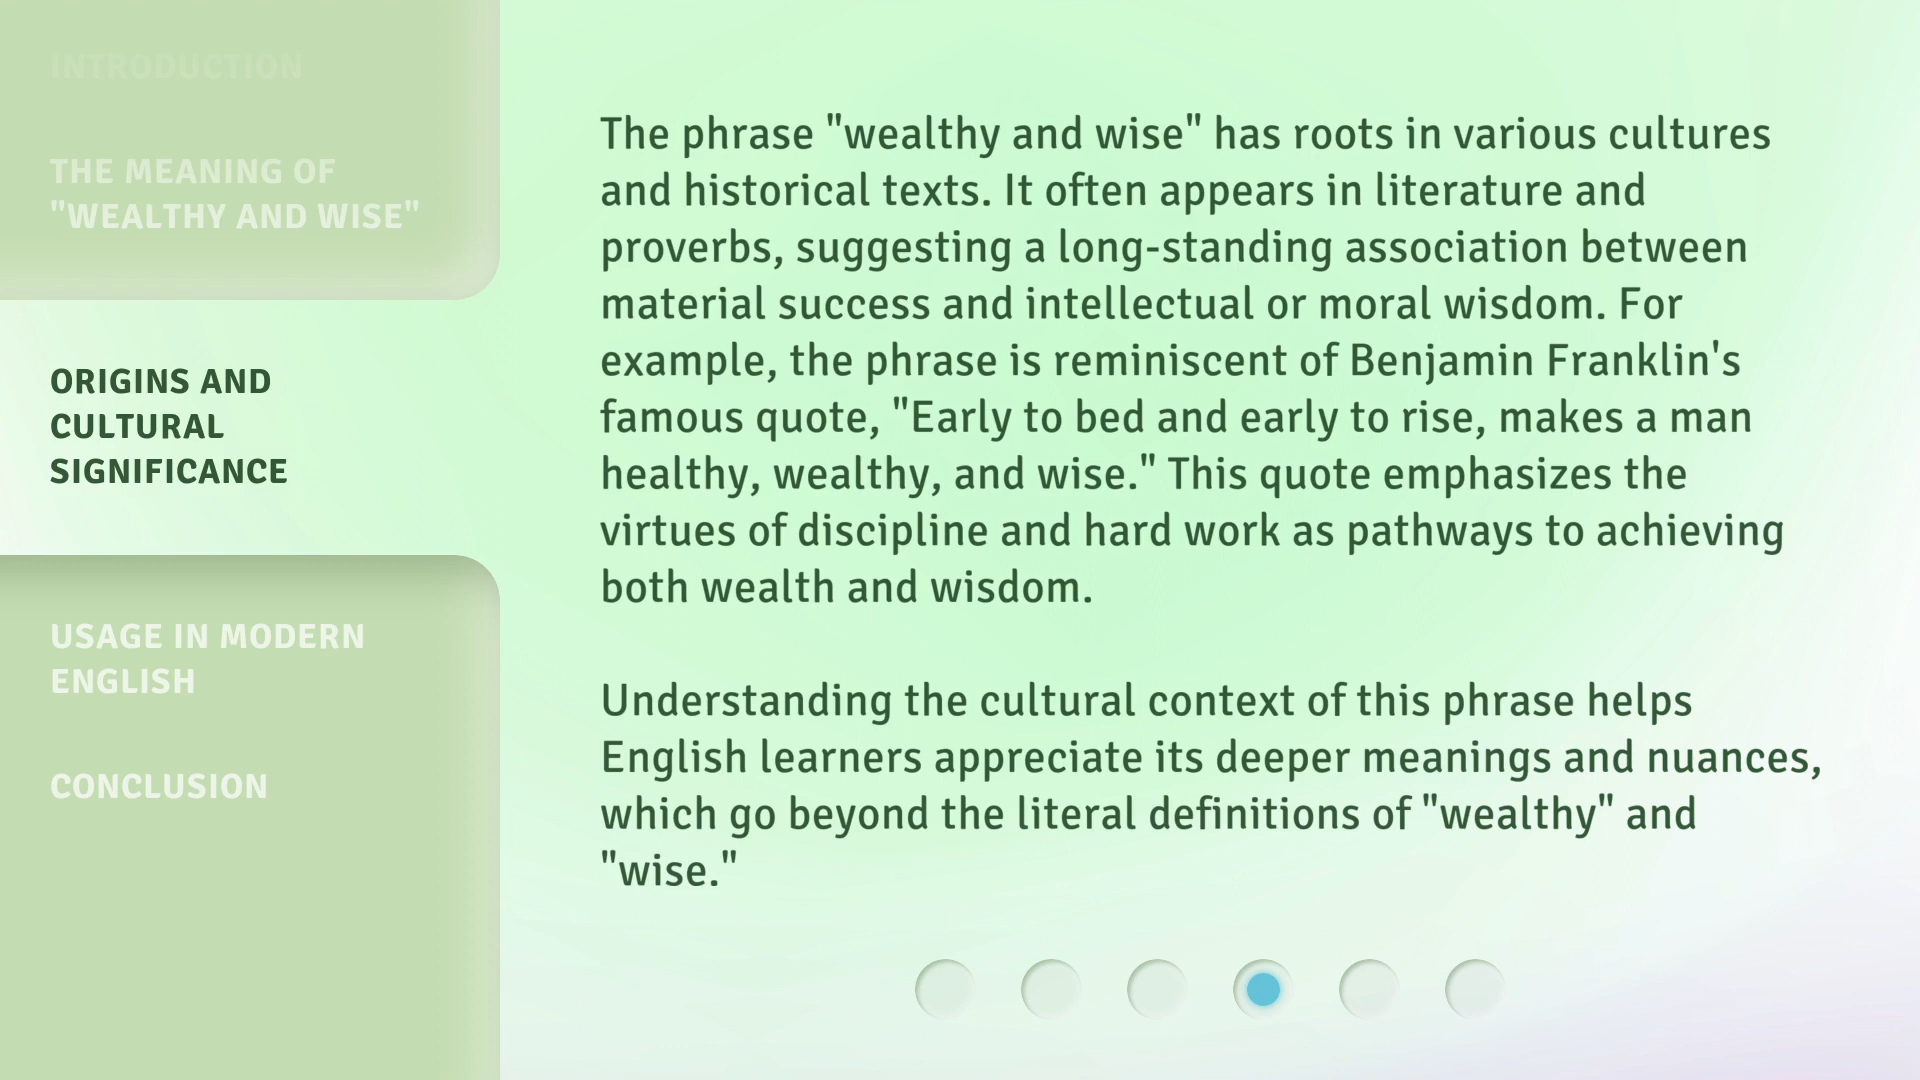 INTRODUCTION
THE MEANING OF
"WEALTHY AND WISE"
ORIGINS AND
CULTURAL
SIGNIFICANCE
USAGE IN MODERN
ENGLISH
CONCLUSION
The phrase "wealthy and wise" has roots in various cultures
and historical texts. It often appears in literature and
proverbs, suggesting a long-standing association between
material success and intellectual or moral wisdom. For
example, the phrase is reminiscent of Benjamin Franklin's
famous quote, "Early to bed and early to rise, makes a man
healthy, wealthy, and wise." This quote emphasizes the
virtues of discipline and hard work as pathways to achieving
both wealth and wisdom.
Understanding the cultural context of this phrase helps
English learners appreciate its deeper meanings and nuances,
which go beyond the literal definitions of "wealthy" and
"wise."